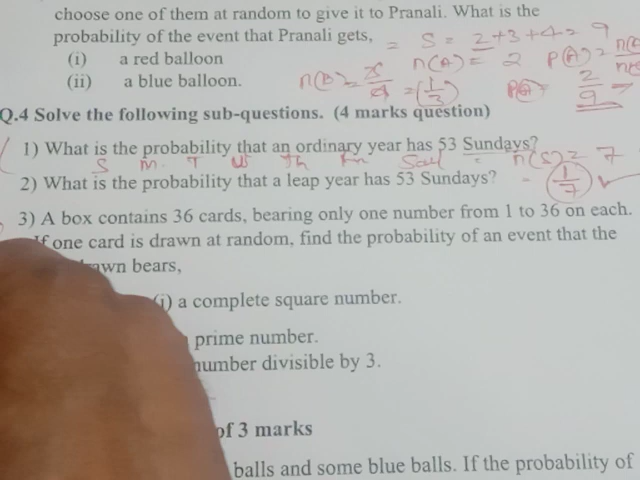 choose one of them at random to give it to Pranali. What is the
probability of the event that Pranali gets, = S = 2+3+4 = 9
(i) a red balloon n(A) = 2 P(A) =
(ii) a blue balloon. n(B) = = (1/3) P(A) = 2/9
Q.4 Solve the following sub-questions. (4 marks question)
1) What is the probability that an ordinary year has 53 Sundays?
S M T W Th n(S) = 7
2) What is the probability that a leap year has 53 Sundays? - 1/7 ✓
3) A box contains 36 cards, bearing only one number from 1 to 36 on each.
If one card is drawn at random, find the probability of an event that the
bears,
(i) a complete square number.
prime number.
number divisible by 3.
of 3 marks
balls and some blue balls. If the probability of